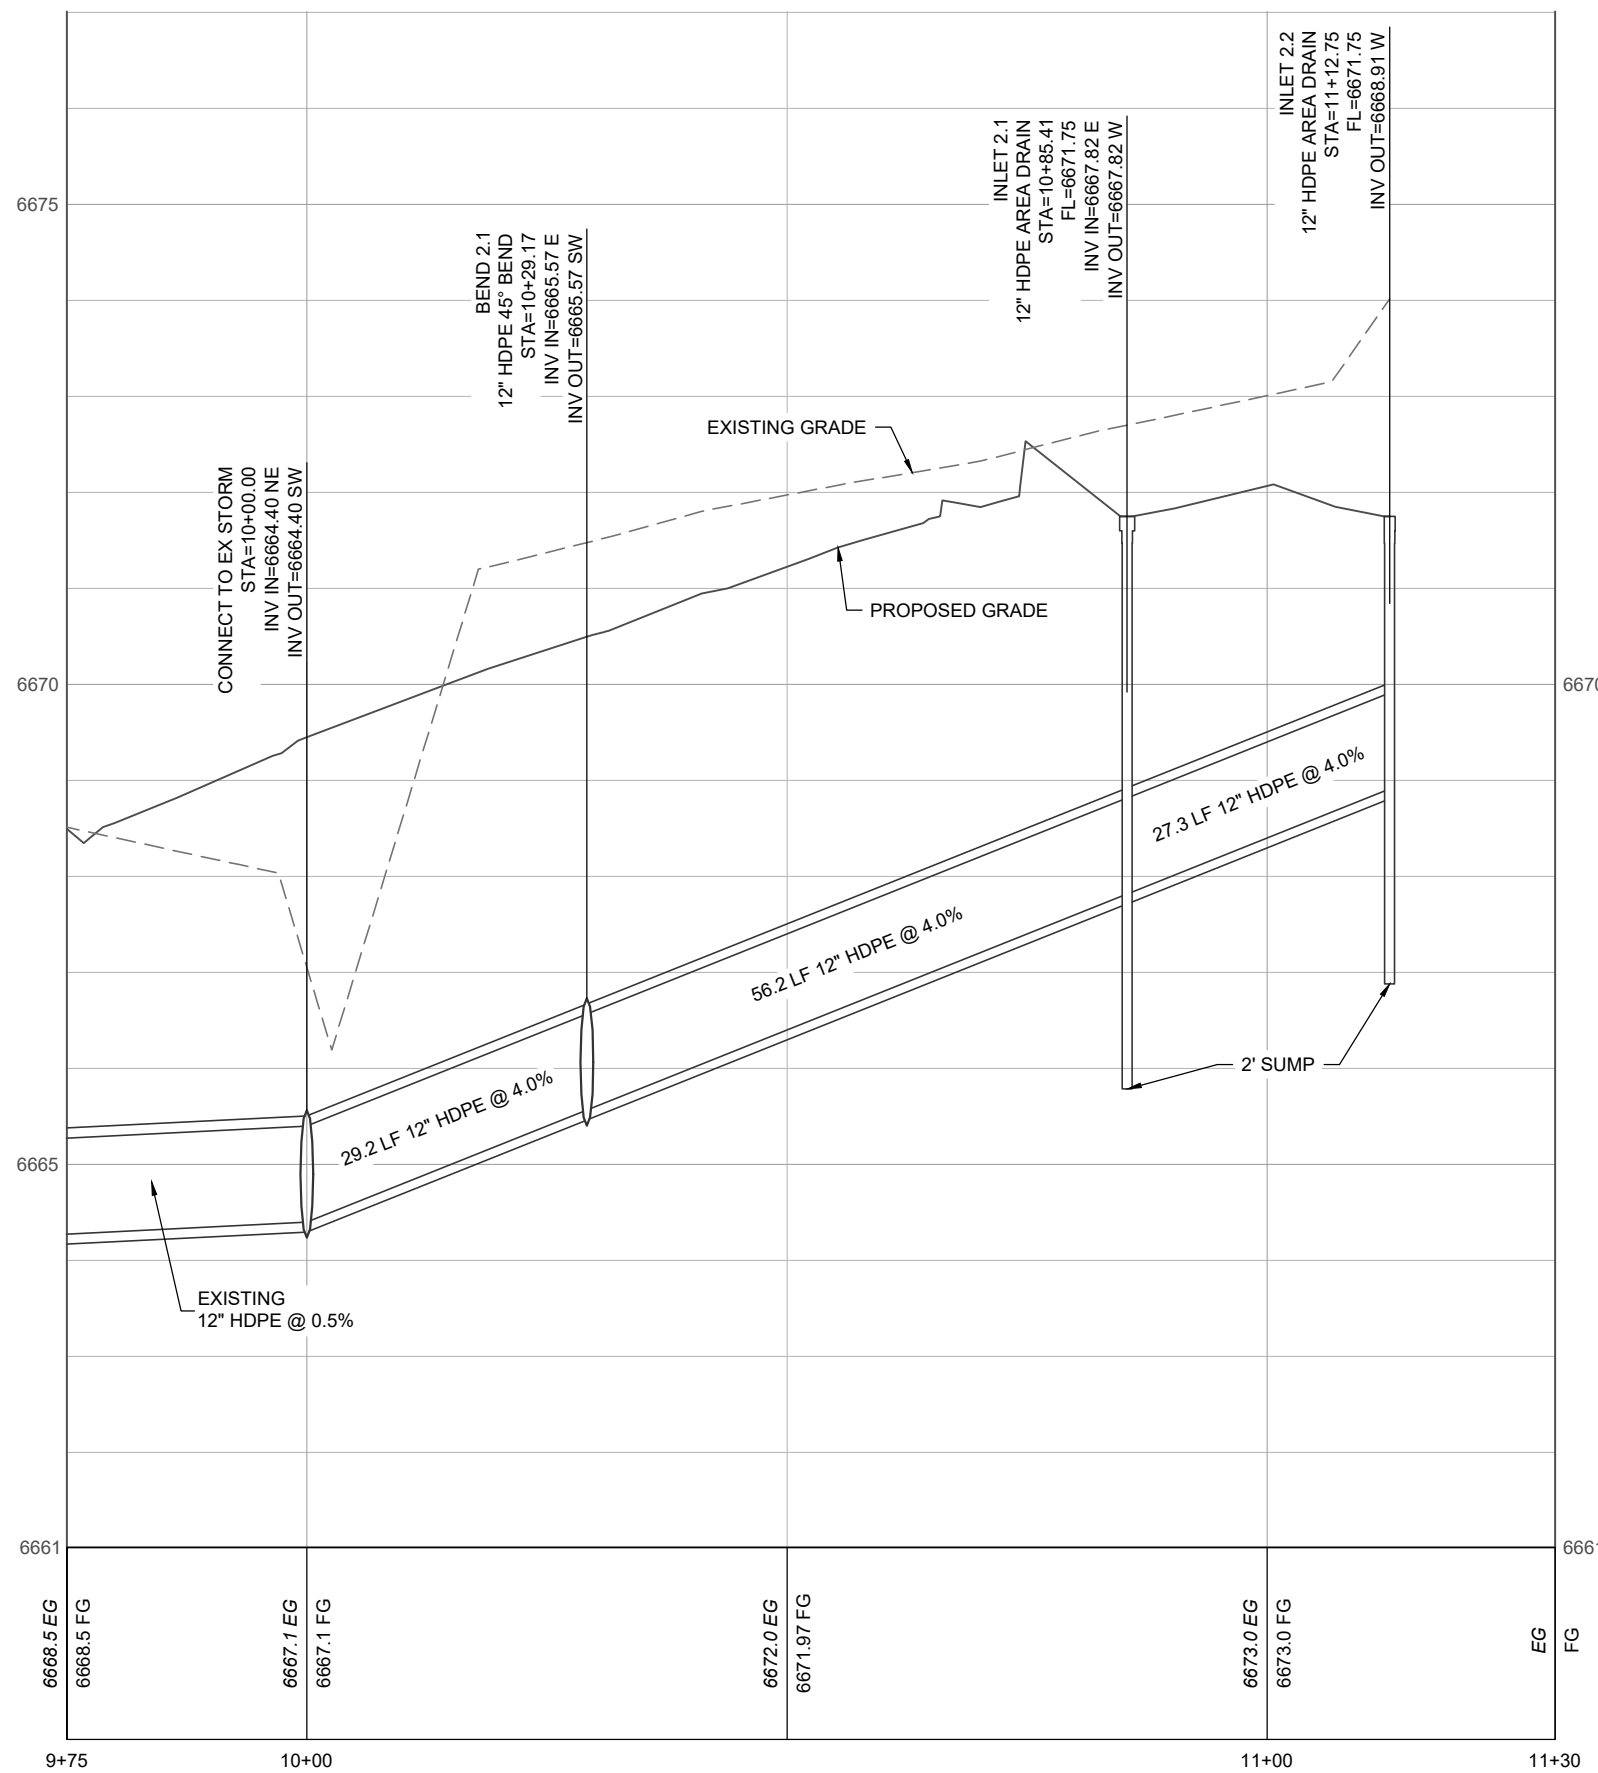 INLET 2.2
12" HDPE AREA DRAIN
STA=11+12.75
FL=6671.75
INV OUT=6668.91 W
INLET 2.1
12" HDPE AREA DRAIN
STA=10+85.41
FL=6671.75
INV IN=6667.82 E
INV OUT=6667.82 W
6675
BEND 2.1
12" HDPE 45° BEND
STA=10+29.17
INV IN=6665.57 E
INV OUT=6665.57 SW
EXISTING GRADE
CONNECT TO EX STORM
STA=10+00.00
INV IN=6664.40 NE
INV OUT=6664.40 SW
PROPOSED GRADE
6670
6670
27.3 LF 12" HDPE @ 4.0%
56.2 LF 12" HDPE @ 4.0%
29.2 LF 12" HDPE @ 4.0%
2' SUMP
6665
EXISTING
12" HDPE @ 0.5%
6661
6661
6668.5 EG
6668.5 FG
6667.1 EG
6667.1 FG
6672.0 EG
6671.97 FG
6673.0 EG
6673.0 FG
EG
FG
9+75
10+00
11+00
11+30